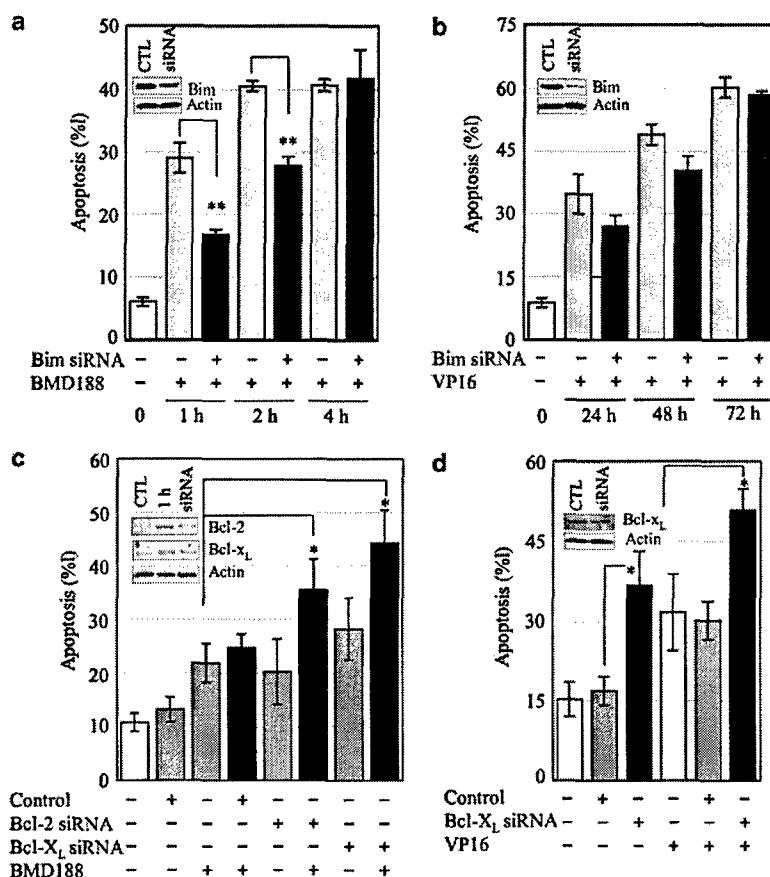 a
CTL
siRNA
Bim
Actin
**
**
Apoptosis (%l)
50
40
30
20
10
0
Bim siRNA − − + − + − +
BMD188 − + + + + + +
0 1 h 2 h 4 h
b
CTL
siRNA
Bim
Actin
Apoptosis (%l)
75
60
45
30
15
0
Bim siRNA − − + − + − +
VP16 − + + + + + +
0 24 h 48 h 72 h
c
CTL
1 h
siRNA
Bcl-2
Bcl-xL
Actin
*
*
Apoptosis (%l)
60
50
40
30
20
10
0
Control − + − + − − − −
Bcl-2 siRNA − − − − + + − −
Bcl-XL siRNA − − − − − − + +
BMD188 − − + + − + − +
d
CTL
siRNA
Bcl-xL
Actin
*
*
Apoptosis (%l)
60
45
30
15
0
Control − + − − + −
Bcl-XL siRNA − − + − − +
VP16 − − − + + +